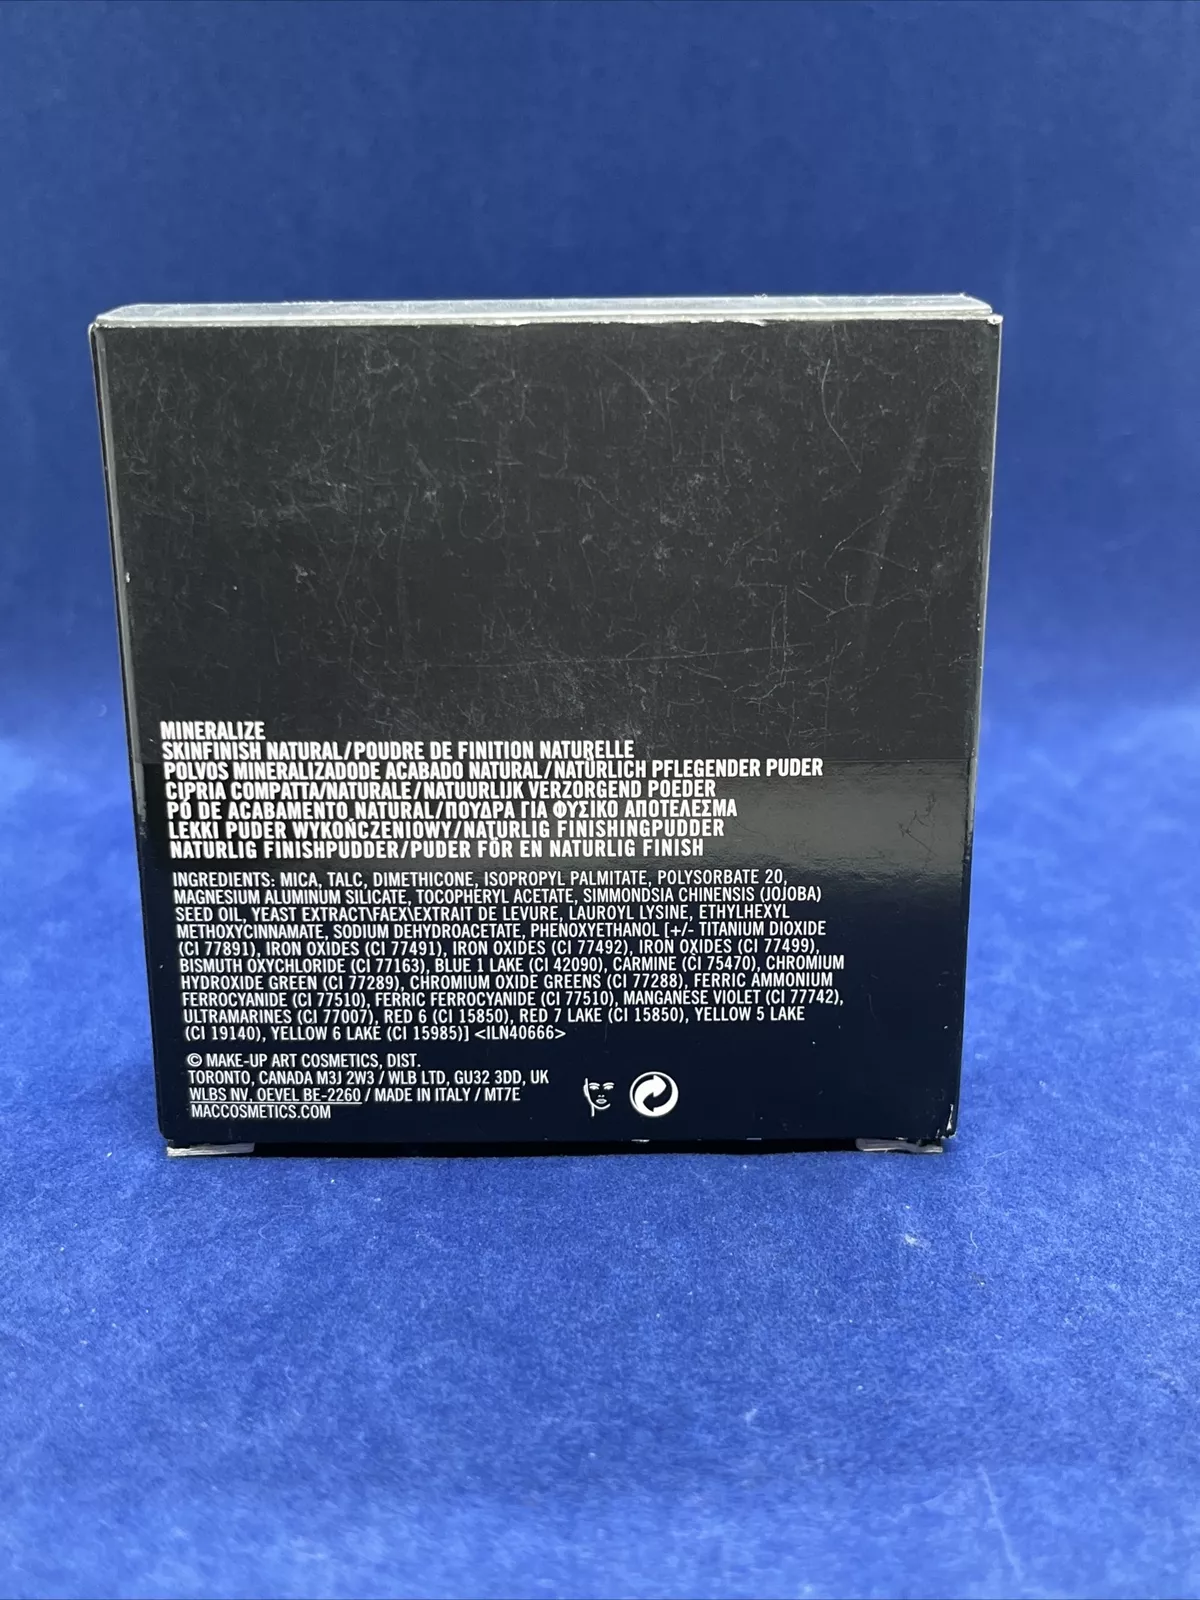 MINERALIZE
SKINFINISH NATURAL/POUDRE DE FINITION NATURELLE
POLVOS MINERALIZADODE ACABADO NATURAL/NATÜRLICH PFLEGENDER PUDER
CIPRIA COMPATTA/NATURALE/NATUURLIJK VERZORGEND POEDER
PÓ DE ACABAMENTO NATURAL/ΠΟΥΔΡΑ ΓΙΑ ΦΥΣΙΚΟ ΑΠΟΤΕΛΕΣΜΑ
LEKKI PUDER WYKOŃCZENIOWY/NATURLIG FINISHINGPUDDER
NATURLIG FINISHPUDDER/PUDER FÖR EN NATURLIG FINISH
INGREDIENTS: MICA, TALC, DIMETHICONE, ISOPROPYL PALMITATE, POLYSORBATE 20,
MAGNESIUM ALUMINUM SILICATE, TOCOPHERYL ACETATE, SIMMONDSIA CHINENSIS (JOJOBA)
SEED OIL, YEAST EXTRACT\FAEX\EXTRAIT DE LEVURE, LAUROYL LYSINE, ETHYLHEXYL
METHOXYCINNAMATE, SODIUM DEHYDROACETATE, PHENOXYETHANOL [+/- TITANIUM DIOXIDE
(CI 77891), IRON OXIDES (CI 77491), IRON OXIDES (CI 77492), IRON OXIDES (CI 77499),
BISMUTH OXYCHLORIDE (CI 77163), BLUE 1 LAKE (CI 42090), CARMINE (CI 75470), CHROMIUM
HYDROXIDE GREEN (CI 77289), CHROMIUM OXIDE GREENS (CI 77288), FERRIC AMMONIUM
FERROCYANIDE (CI 77510), FERRIC FERROCYANIDE (CI 77510), MANGANESE VIOLET (CI 77742),
ULTRAMARINES (CI 77007), RED 6 (CI 15850), RED 7 LAKE (CI 15850), YELLOW 5 LAKE
(CI 19140), YELLOW 6 LAKE (CI 15985)] <ILN40666>
© MAKE-UP ART COSMETICS, DIST.
TORONTO, CANADA M3J 2W3 / WLB LTD, GU32 3DD, UK
WLBS NV, OEVEL BE-2260 / MADE IN ITALY / MT7E
MACCOSMETICS.COM